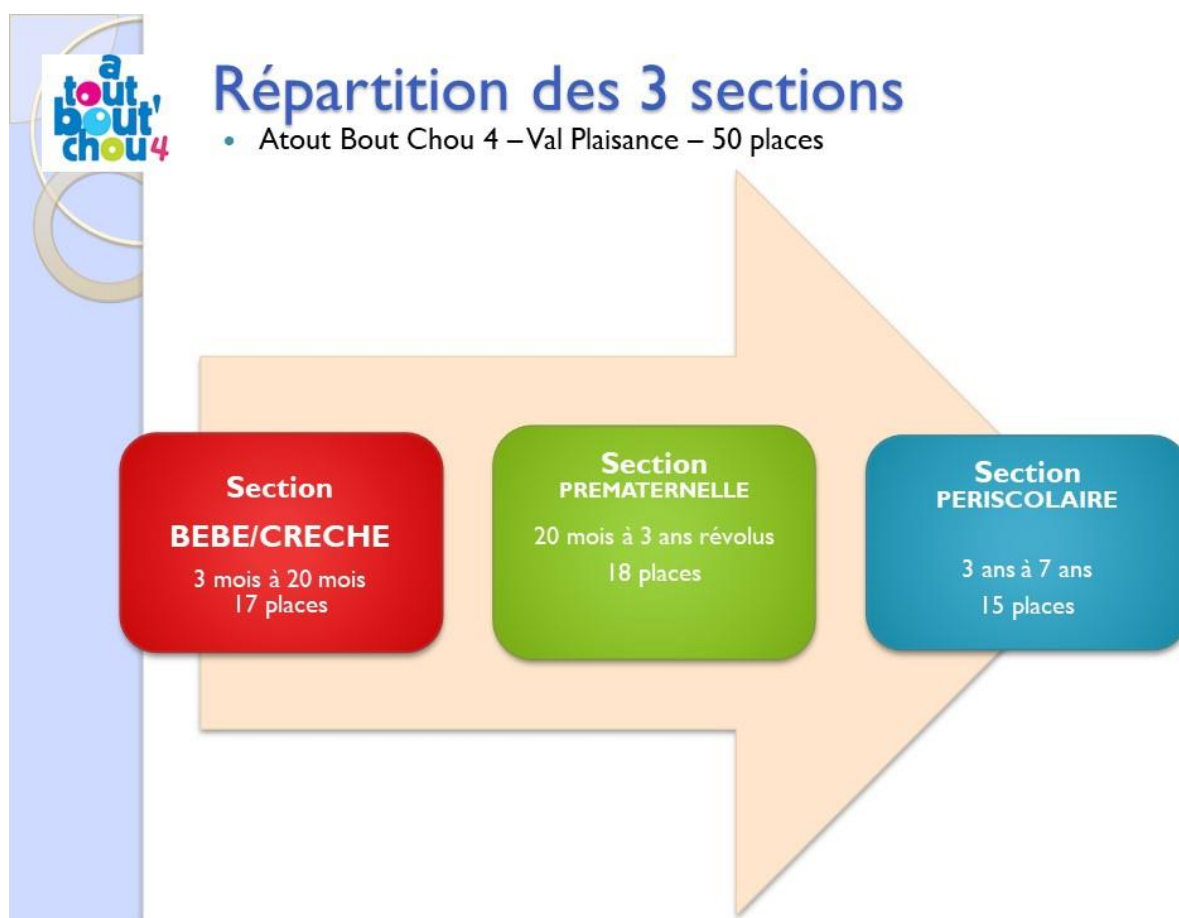 a
tout
bout'
chou 4
Répartition des 3 sections
• Atout Bout Chou 4 – Val Plaisance – 50 places
Section
BEBE/CRECHE
3 mois à 20 mois
17 places
Section
PREMATERNELLE
20 mois à 3 ans révolus
18 places
Section
PERISCOLAIRE
3 ans à 7 ans
15 places